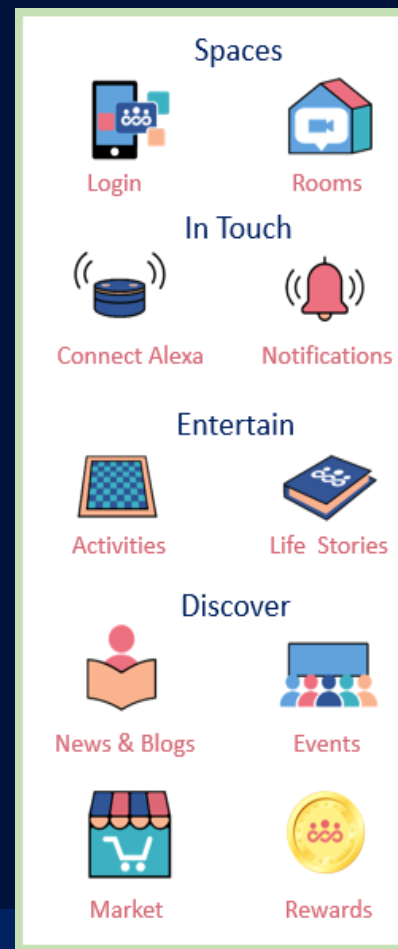 Spaces
Login Rooms
In Touch
Connect Alexa Notifications
Entertain
Activities Life Stories
Discover
News & Blogs Events
Market Rewards